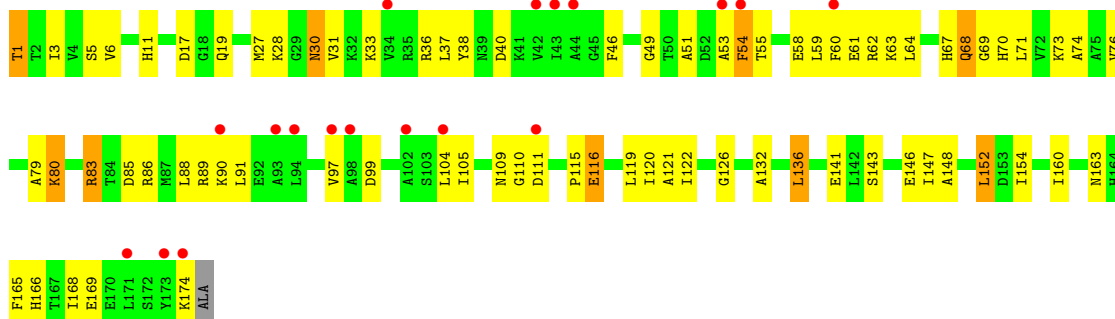 T1 T2 I3 V4 S5 V6 H11 D17 G18 Q19 M27 K28 G29 N30 V31 K32 K33 V34 R35 R36 L37 Y38 N39 D40 K41 V42 I43 A44 G45 F46 G49 T50 A51 D52 A53 F54 T55 E58 L59 F60 E61 R62 K63 L64 H67 Q68 G69 H70 L71 V72 K73 A74 A75 V76
A79 K80 R83 T84 D85 R86 M87 L88 R89 K90 L91 E92 A93 L94 V97 A98 D99 A102 S103 L104 I105 N109 G110 D111 P115 E116 L119 I120 A121 I122 G126 A132 L136 E141 L142 S143 E146 I147 A148 L152 D153 I154 I160 N163 H164
F165 H166 T167 I168 E169 E170 L171 S172 Y173 K174 ALA